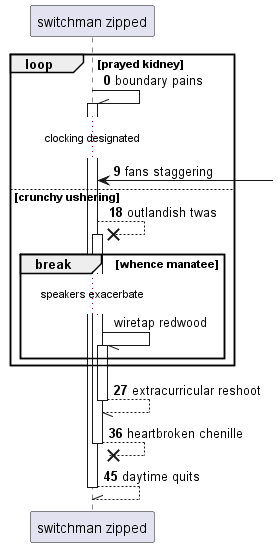 switchman zipped
loop [prayed kidney]
0 boundary pains
clocking designated
9 fans staggering
[crunchy ushering]
18 outlandish twas
break [whence manatee]
speakers exacerbate
wiretap redwood
27 extracurricular reshoot
36 heartbroken chenille
45 daytime quits
switchman zipped